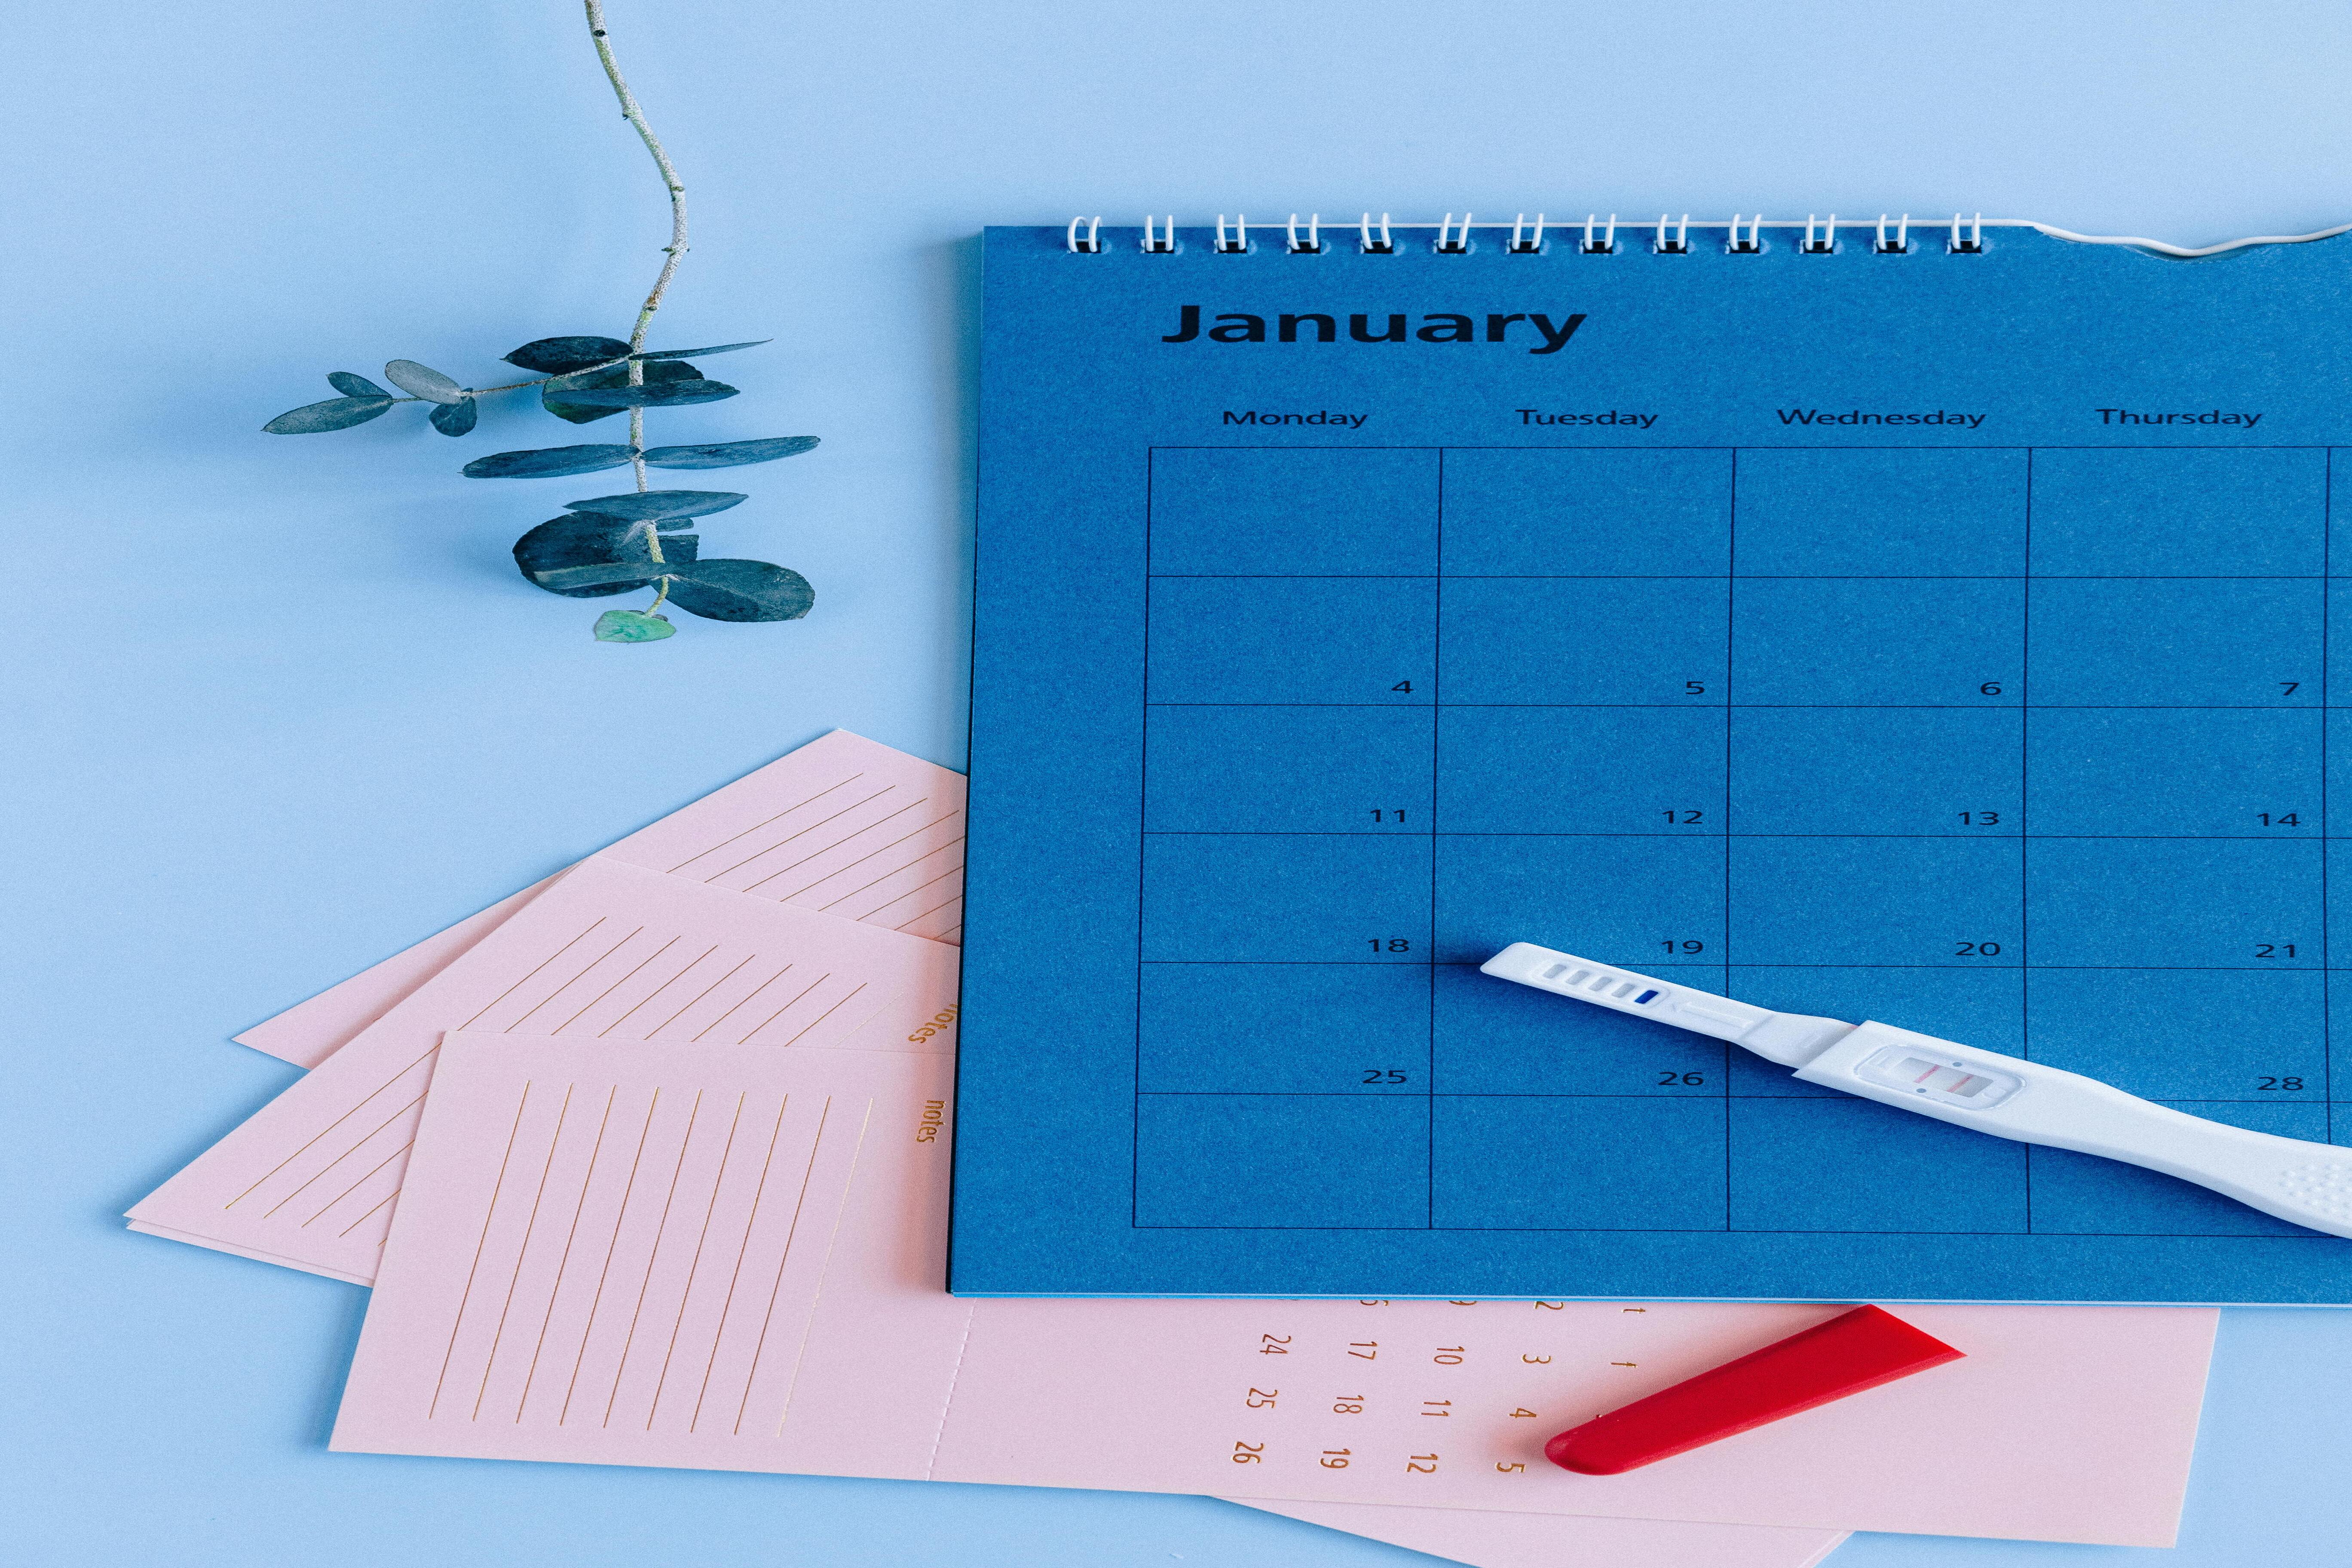 January
Monday Tuesday Wednesday Thursday
4 5 6 7
11 12 13 14
18 19 20 21
25 26 28
notes
notes
24 17 10 3 f
25 18 11 4
26 19 12 5